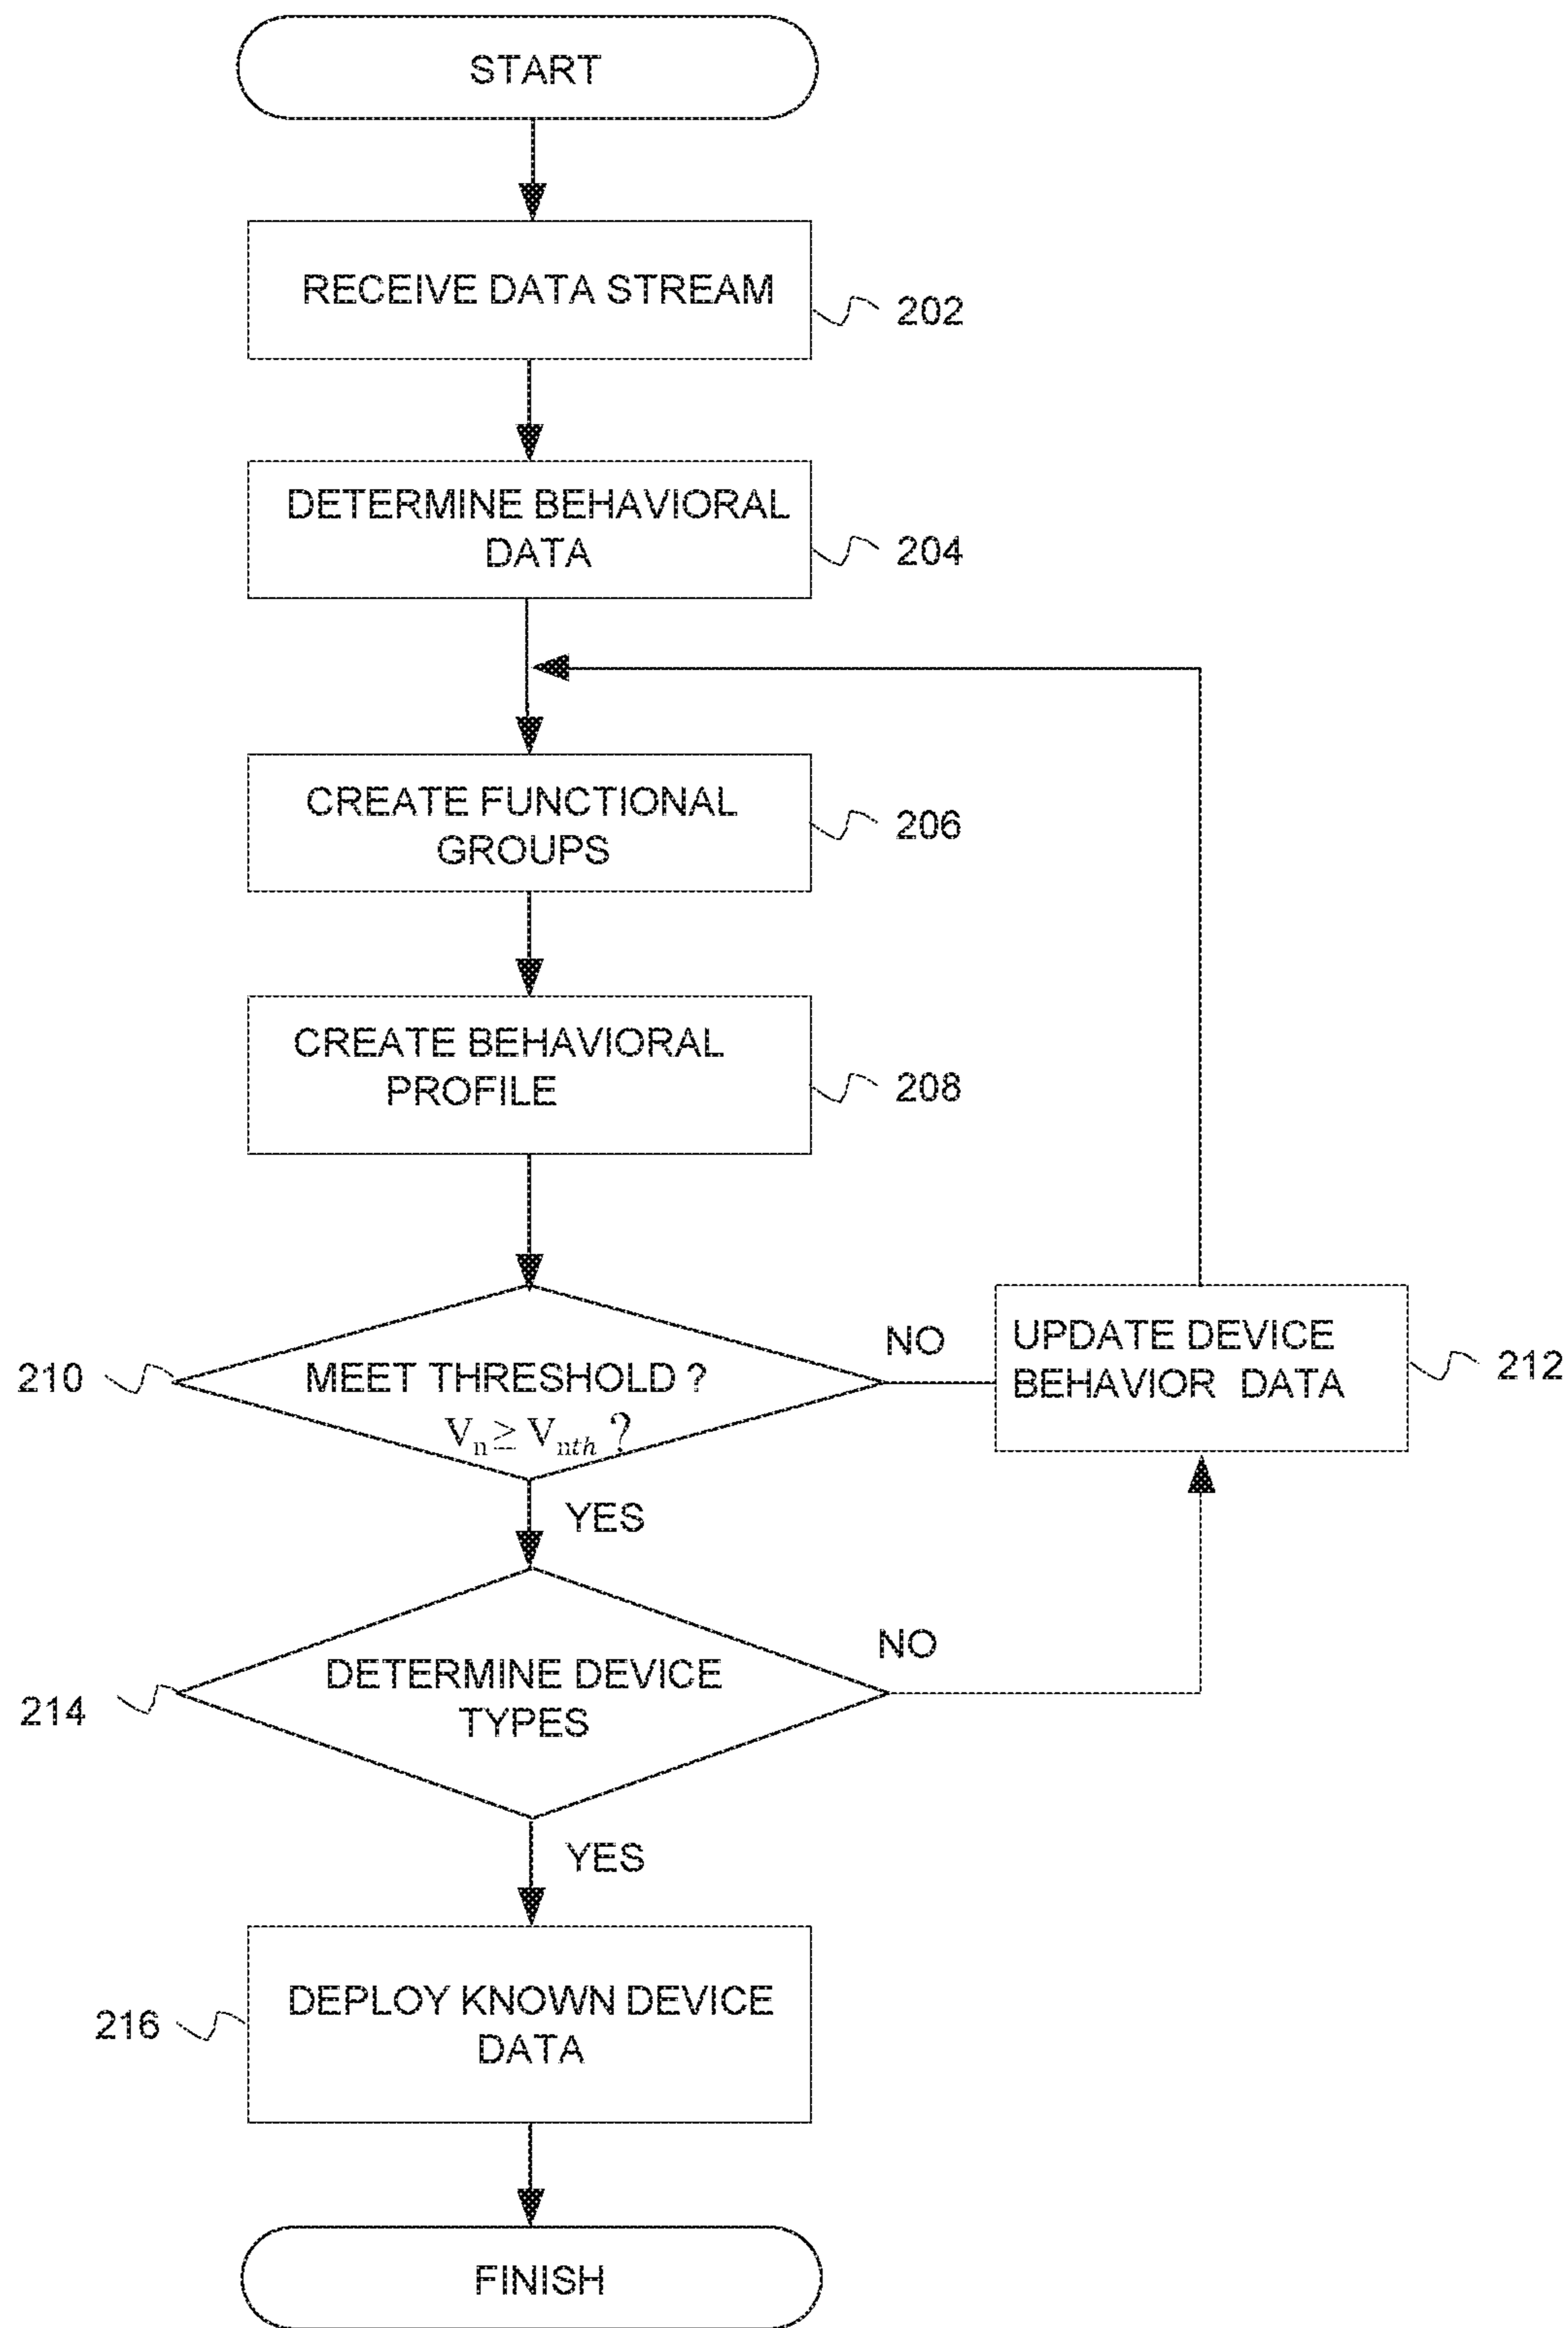 START
RECEIVE DATA STREAM
202
DETERMINE BEHAVIORAL
DATA
204
CREATE FUNCTIONAL
GROUPS
206
CREATE BEHAVIORAL
PROFILE
208
210
MEET THRESHOLD ?
Vn ≥ Vnth ?
NO
UPDATE DEVICE
BEHAVIOR DATA
212
YES
214
DETERMINE DEVICE
TYPES
NO
YES
216
DEPLOY KNOWN DEVICE
DATA
FINISH